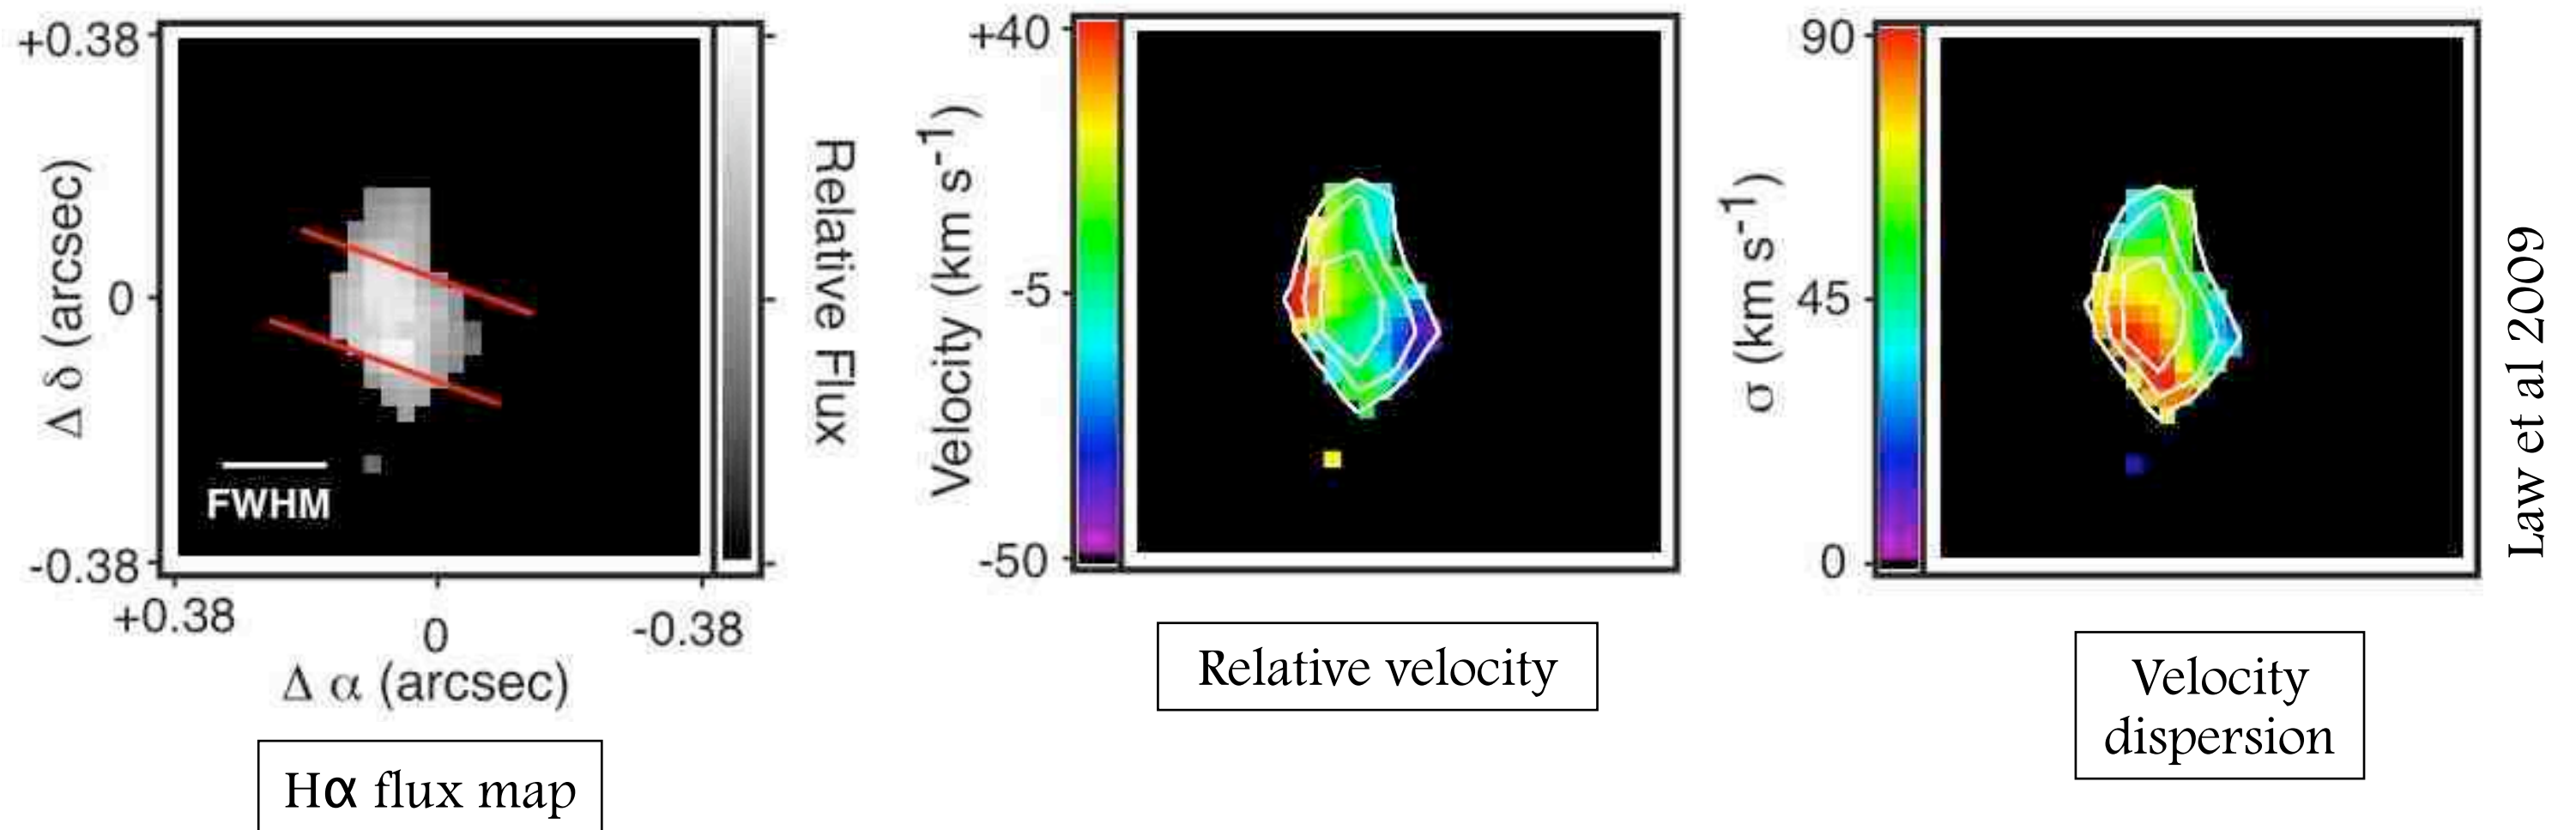 +0.38
0
-0.38
Δ δ (arcsec)
+0.38
0
-0.38
Δ α (arcsec)
FWHM
Relative Flux
Hα flux map
+40
-5
-50
Velocity (km s-1)
Relative velocity
90
45
0
σ (km s-1)
Velocity
dispersion
Law et al 2009